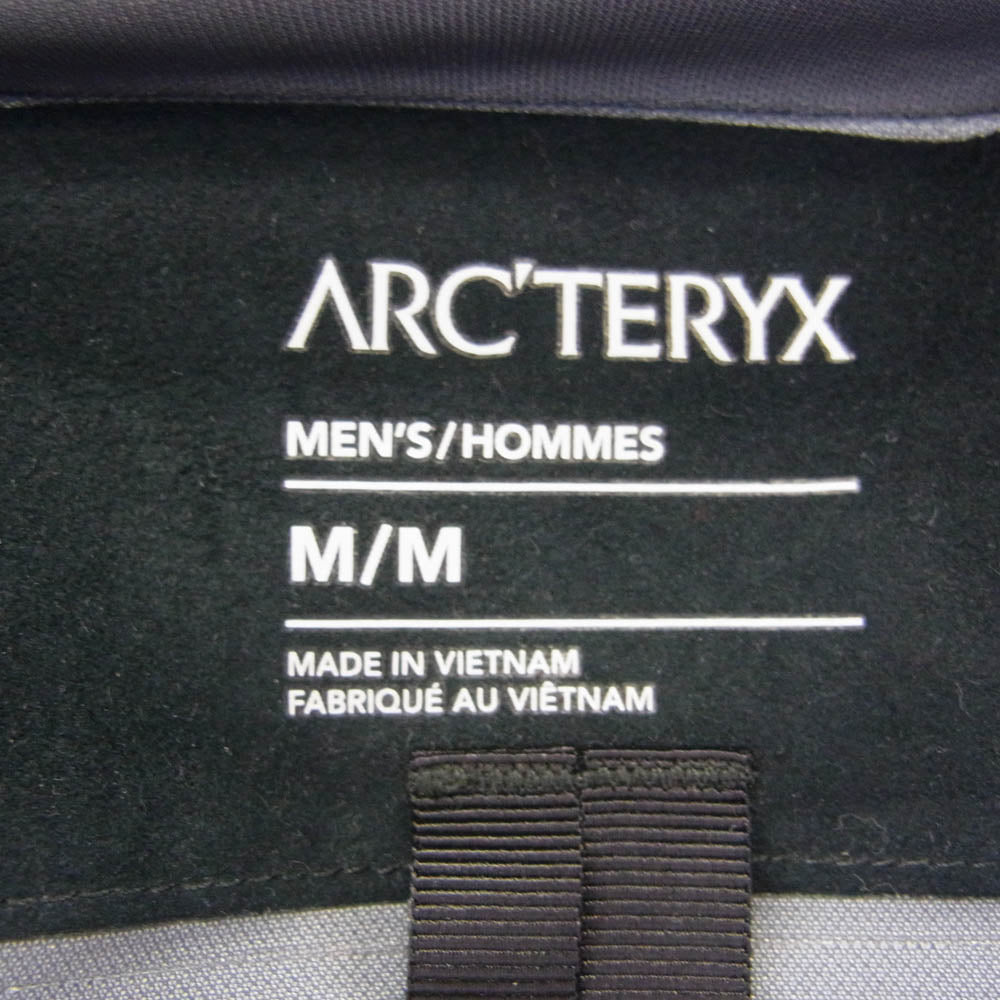 ARC'TERYX
MEN'S/HOMMES
M/M
MADE IN VIETNAM
FABRIQUÉ AU VIÊTNAM